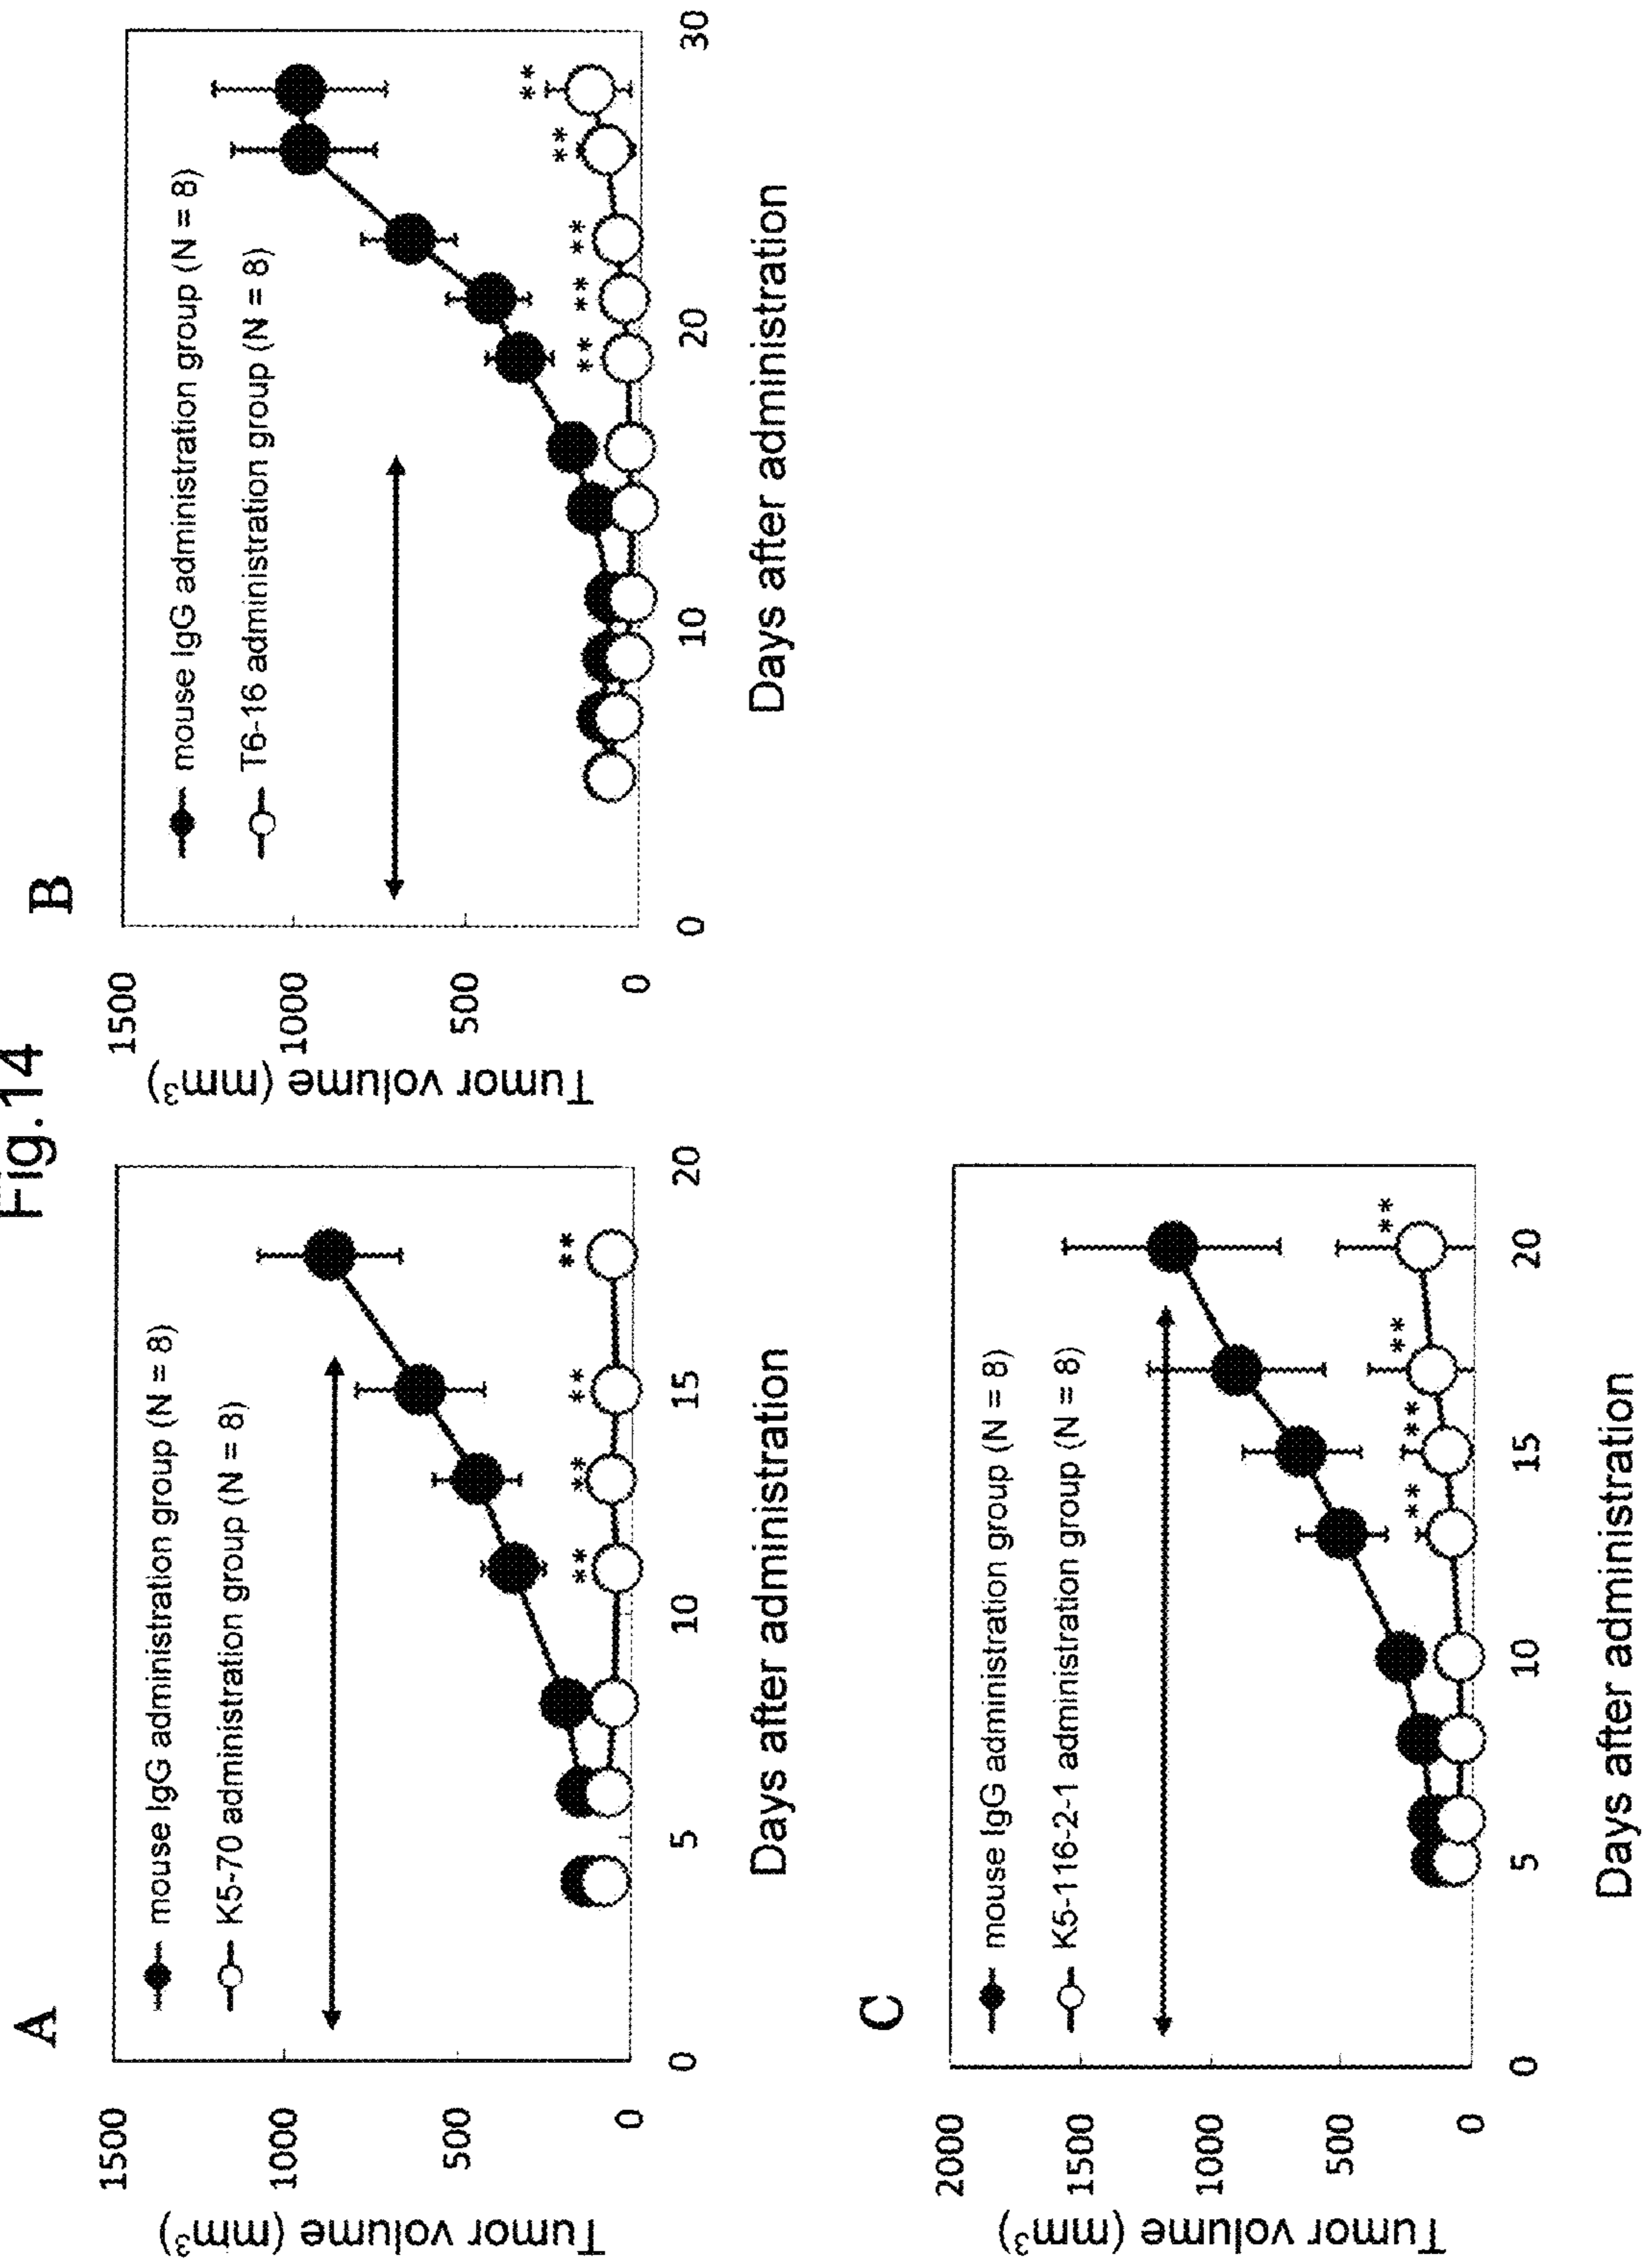 Fig.14
A
Tumor volume (mm³)
1500
1000
500
0
mouse IgG administration group (N = 8)
K5-70 administration group (N = 8)
** ** ** **
0 5 10 15 20
Days after administration
B
Tumor volume (mm³)
1500
1000
500
0
mouse IgG administration group (N = 8)
T6-16 administration group (N = 8)
** ** ** ** **
0 10 20 30
Days after administration
C
Tumor volume (mm³)
2000
1500
1000
500
0
mouse IgG administration group (N = 8)
K5-116-2-1 administration group (N = 8)
** ** ** **
0 5 10 15 20
Days after administration